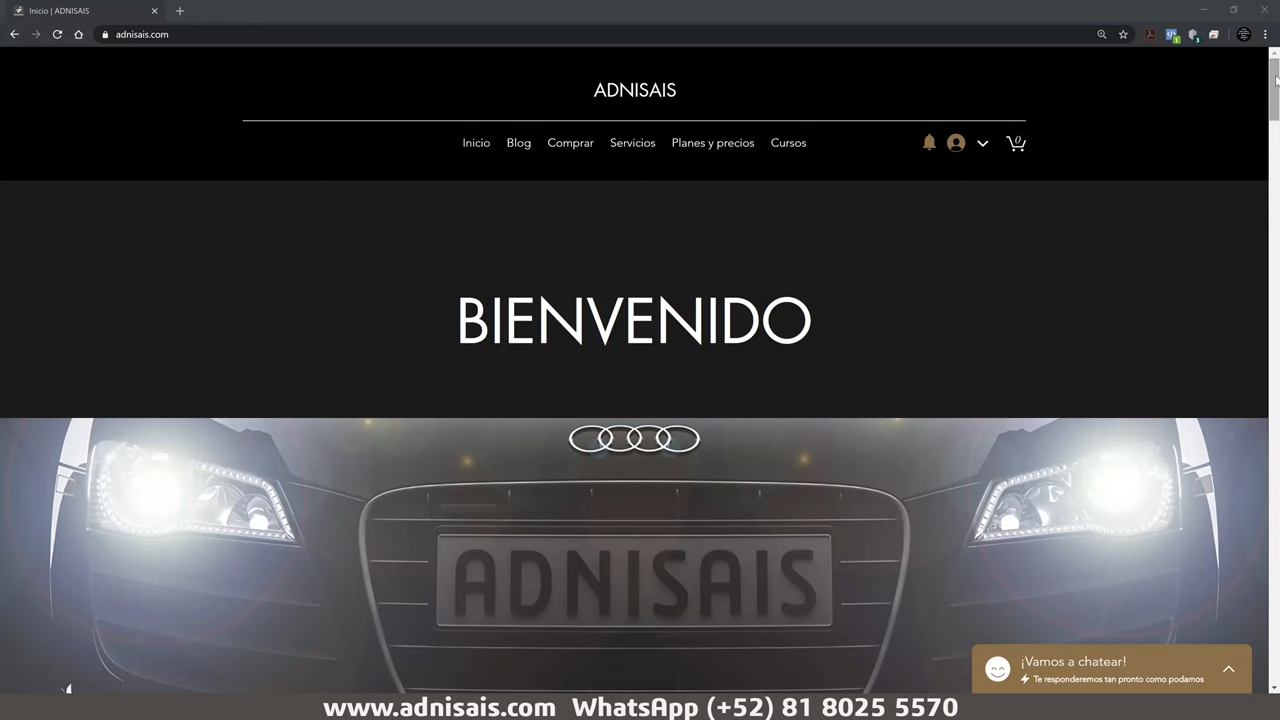 Inicio | ADNISAIS
adnisais.com
ADNISAIS
Inicio Blog Comprar Servicios Planes y precios Cursos
0
BIENVENIDO
ADNISAIS
¡Vamos a chatear!
Te responderemos tan pronto como podamos
www.adnisais.com WhatsApp (+52) 81 8025 5570